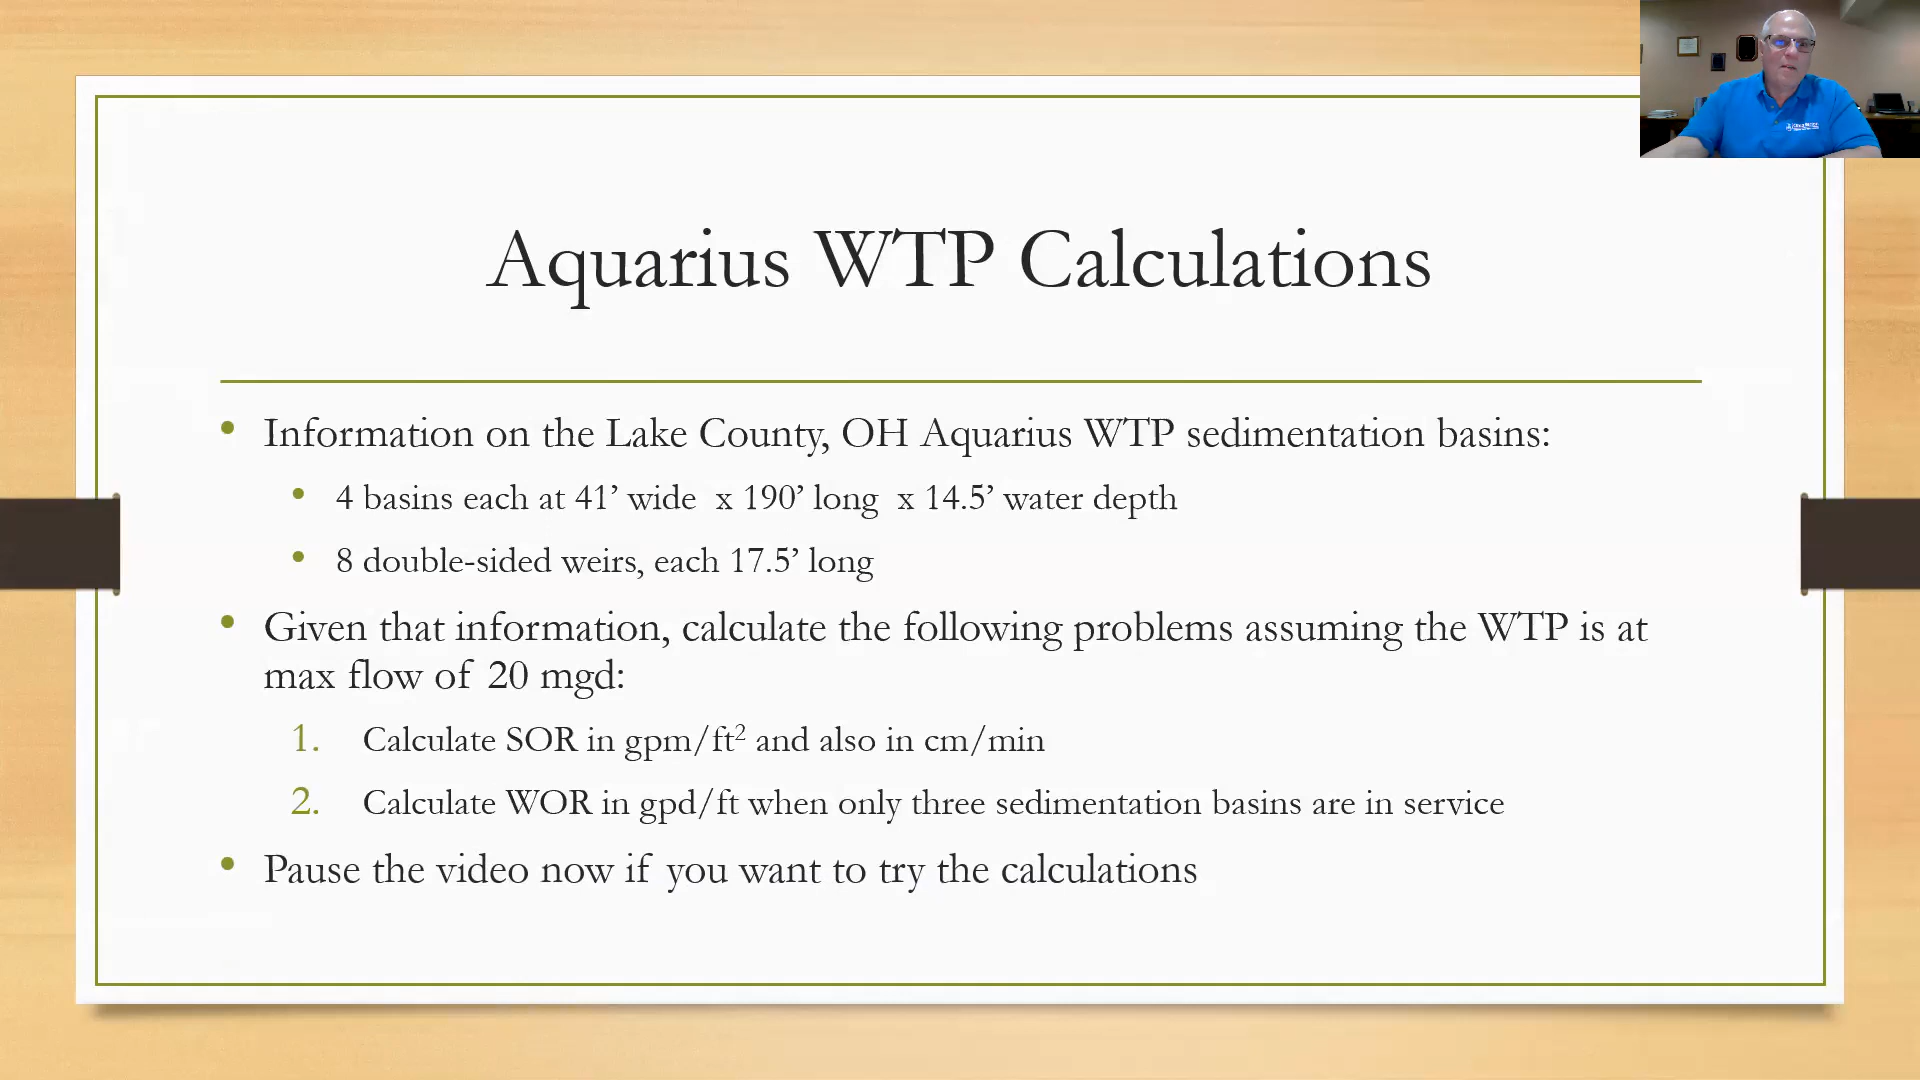 Aquarius WTP Calculations
• Information on the Lake County, OH Aquarius WTP sedimentation basins:
• 4 basins each at 41’ wide x 190’ long x 14.5’ water depth
• 8 double-sided weirs, each 17.5’ long
• Given that information, calculate the following problems assuming the WTP is at
max flow of 20 mgd:
1. Calculate SOR in gpm/ft² and also in cm/min
2. Calculate WOR in gpd/ft when only three sedimentation basins are in service
• Pause the video now if you want to try the calculations